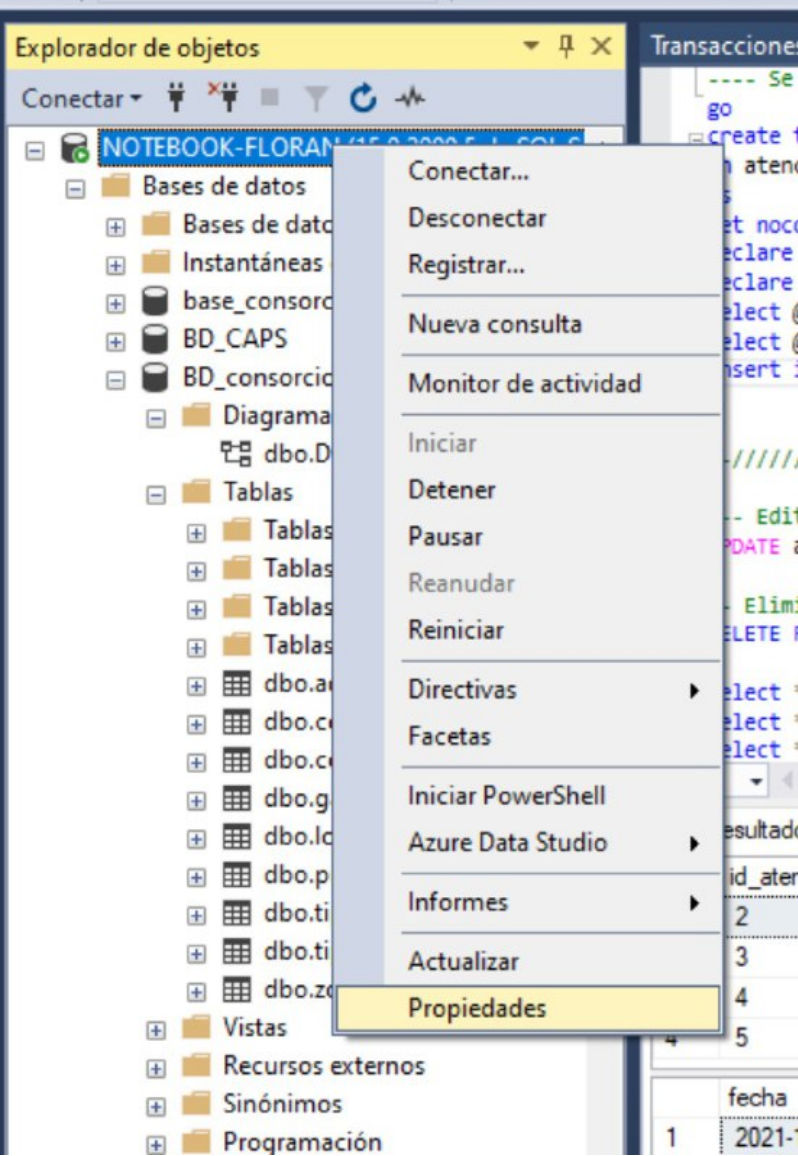 Explorador de objetos
Conectar
NOTEBOOK-FLORAN
Bases de datos
Bases de dato
Instantáneas
base_consorc
BD_CAPS
BD_consorcio
Diagrama
dbo.D
Tablas
Tablas
Tablas
Tablas
Tablas
dbo.a
dbo.c
dbo.c
dbo.g
dbo.lo
dbo.p
dbo.ti
dbo.ti
dbo.zo
Vistas
Recursos externos
Sinónimos
Programación
Conectar...
Desconectar
Registrar...
Nueva consulta
Monitor de actividad
Iniciar
Detener
Pausar
Reanudar
Reiniciar
Directivas
Facetas
Iniciar PowerShell
Azure Data Studio
Informes
Actualizar
Propiedades
Transacciones
---- Se
go
create t
atenc
s
et noco
eclare
eclare
elect @
elect @
nsert i
-//////
-- Edit
PDATE a
- Elimi
ELETE F
elect *
elect *
elect *
esultado
id_aten
2
3
4
4 5
fecha
1 2021-1